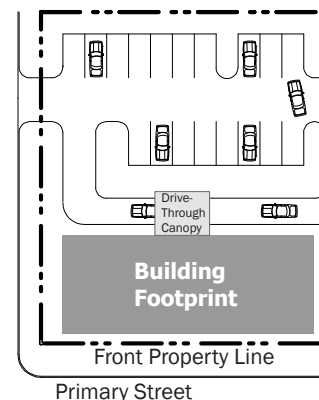 Drive-
Through
Canopy
Building
Footprint
Front Property Line
Primary Street